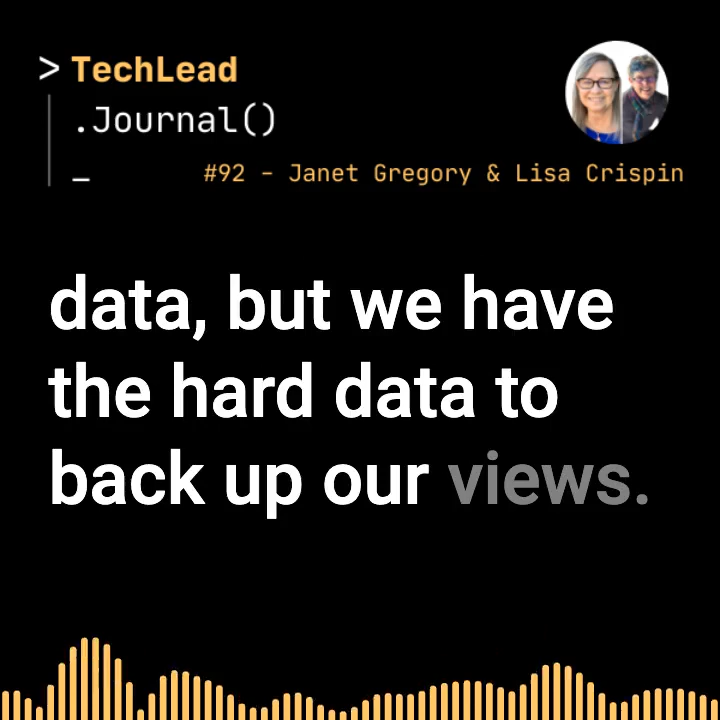 > TechLead
.Journal()
_
#92 - Janet Gregory & Lisa Crispin
data, but we have
the hard data to
back up our views.